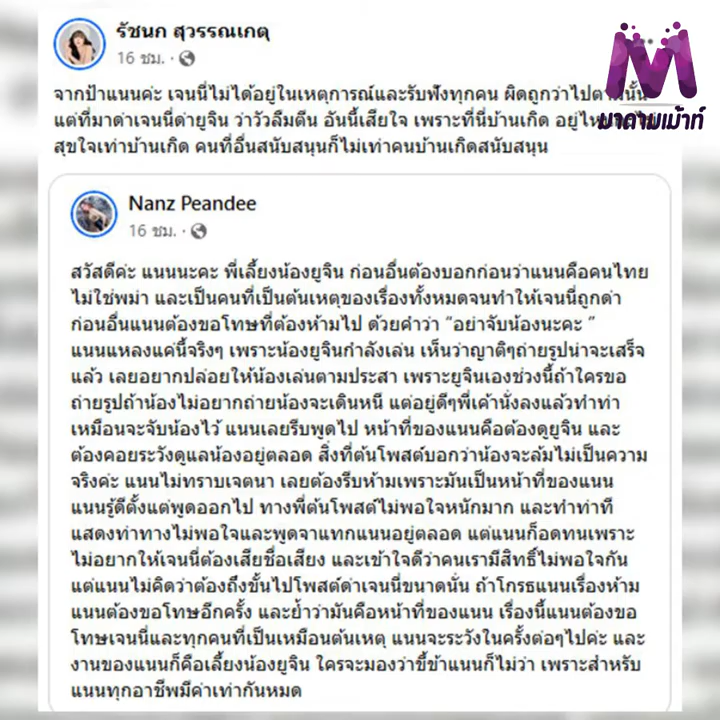 รัชนก สุวรรณเกตุ
16 ชม.
มาดามเม้าท์
จากป้าแนนค่ะ เจนนี่ไม่ได้อยู่ในเหตุการณ์และรับฟังทุกคน ผิดถูกว่าไปตามนั้น
แต่ที่มาด่าเจนนี่ด่ายูจิน ว่าวัวลืมตีน อันนี้เสียใจ เพราะที่นี่บ้านเกิด
สุขใจเท่าบ้านเกิด คนที่อื่นสนับสนุนก็ไม่เท่าคนบ้านเกิดสนับสนุน
Nanz Peandee
16 ชม.
สวัสดีค่ะ แนนนะคะ พี่เลี้ยงน้องยูจิน ก่อนอื่นต้องบอกก่อนว่าแนนคือคนไทย
ไม่ใช่พม่า และเป็นคนที่เป็นต้นเหตุของเรื่องทั้งหมดจนทำให้เจนนี่ถูกด่า
ก่อนอื่นแนนต้องขอโทษที่ต้องห้ามไป ด้วยคำว่า “อย่าจับน้องนะคะ ”
แนนแหลงแค่นี้จริงๆ เพราะน้องยูจินกำลังเล่น เห็นว่าญาติๆถ่ายรูปน่าจะเสร็จ
แล้ว เลยอยากปล่อยให้น้องเล่นตามประสา เพราะยูจินเองช่วงนี้ถ้าใครขอ
ถ่ายรูปถ้าน้องไม่อยากถ่ายน้องจะเดินหนี แต่อยู่ดีๆพี่เค้านั่งลงแล้วทำท่า
เหมือนจะจับน้องไว้ แนนเลยรีบพูดไป หน้าที่ของแนนคือต้องดูยูจิน และ
ต้องคอยระวังดูแลน้องอยู่ตลอด สิ่งที่ต้นโพสต์บอกว่าน้องจะล้มไม่เป็นความ
จริงค่ะ แนนไม่ทราบเจตนา เลยต้องรีบห้ามเพราะมันเป็นหน้าที่ของแนน
แนนรู้ดีตั้งแต่พูดออกไป ทางพี่ต้นโพสต์ไม่พอใจหนักมาก และทำท่าที
แสดงท่าทางไม่พอใจและพูดจาแทกแนนอยู่ตลอด แต่แนนก็อดทนเพราะ
ไม่อยากให้เจนนี่ต้องเสียชื่อเสียง และเข้าใจดีว่าคนเรามีสิทธิ์ไม่พอใจกัน
แต่แนนไม่คิดว่าต้องถึงขั้นไปโพสต์ด่าเจนนี่ขนาดนั่น ถ้าโกรธแนนเรื่องห้าม
แนนต้องขอโทษอีกครั้ง และย้ำว่ามันคือหน้าที่ของแนน เรื่องนี้แนนต้องขอ
โทษเจนนี่และทุกคนที่เป็นเหมือนต้นเหตุ แนนจะระวังในครั้งต่อๆไปค่ะ และ
งานของแนนก็คือเลี้ยงน้องยูจิน ใครจะมองว่าขี้ข้าแนนก็ไม่ว่า เพราะสำหรับ
แนนทุกอาชีพมีค่าเท่ากันหมด